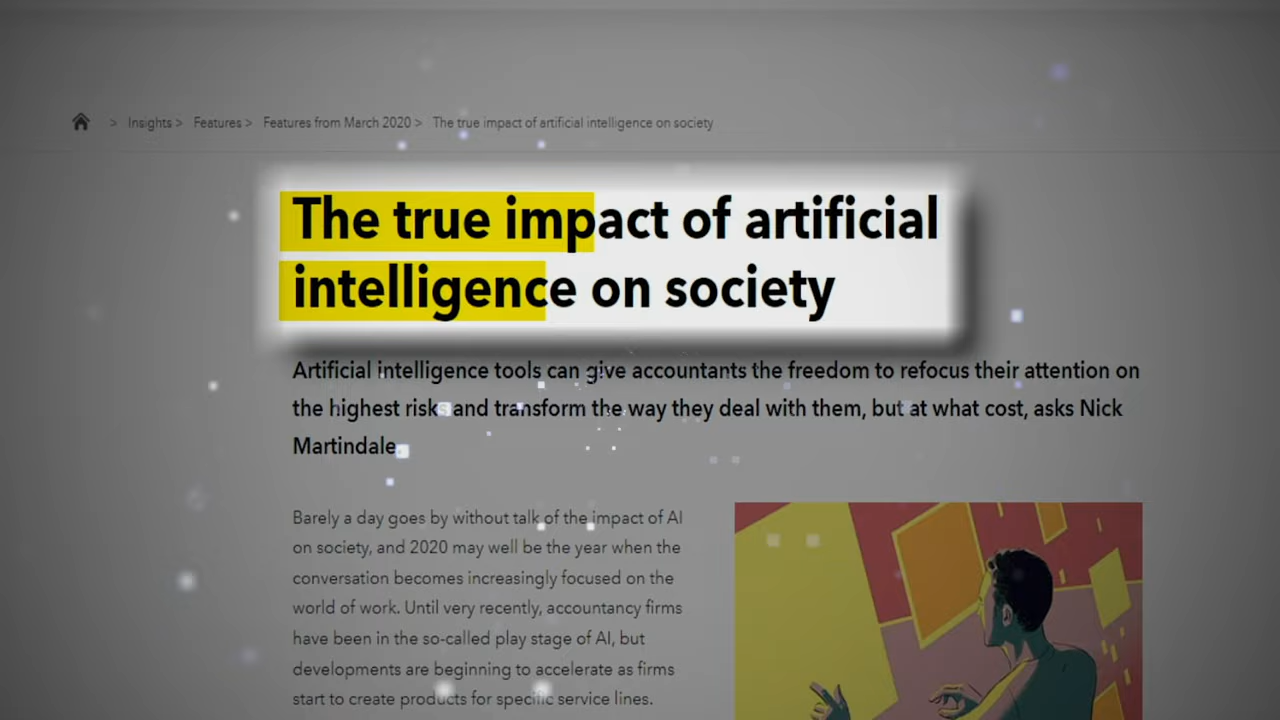 > Insights > Features > Features from March 2020 > The true impact of artificial intelligence on society
The true impact of artificial
intelligence on society
Artificial intelligence tools can give accountants the freedom to refocus their attention on
the highest risks and transform the way they deal with them, but at what cost, asks Nick
Martindale.
Barely a day goes by without talk of the impact of AI
on society, and 2020 may well be the year when the
conversation becomes increasingly focused on the
world of work. Until very recently, accountancy firms
have been in the so-called play stage of AI, but
developments are beginning to accelerate as firms
start to create products for specific service lines.